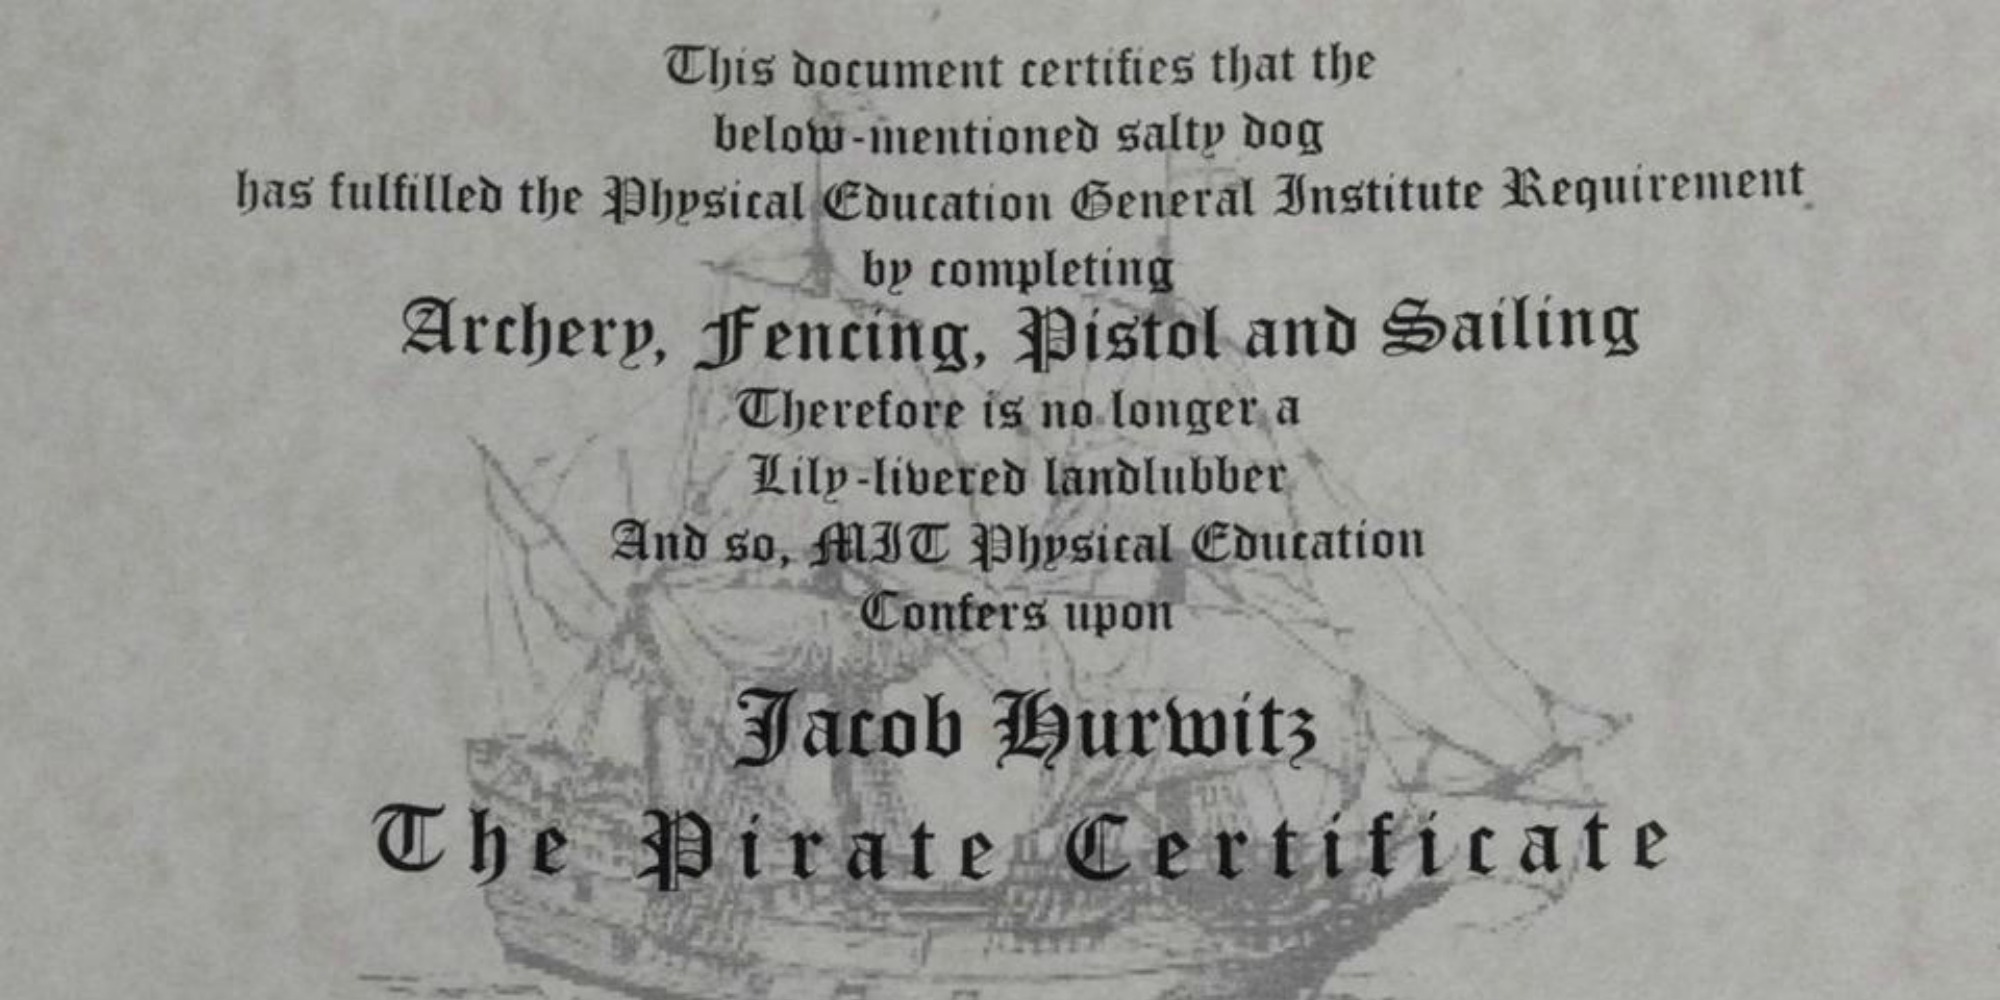 This document certifies that the
below-mentioned salty dog
has fulfilled the Physical Education General Institute Requirement
by completing
Archery, Fencing, Pistol and Sailing
Therefore is no longer a
Lily-livered landlubber
And so, MIT Physical Education
Confers upon
Jacob Hurwitz
The Pirate Certificate